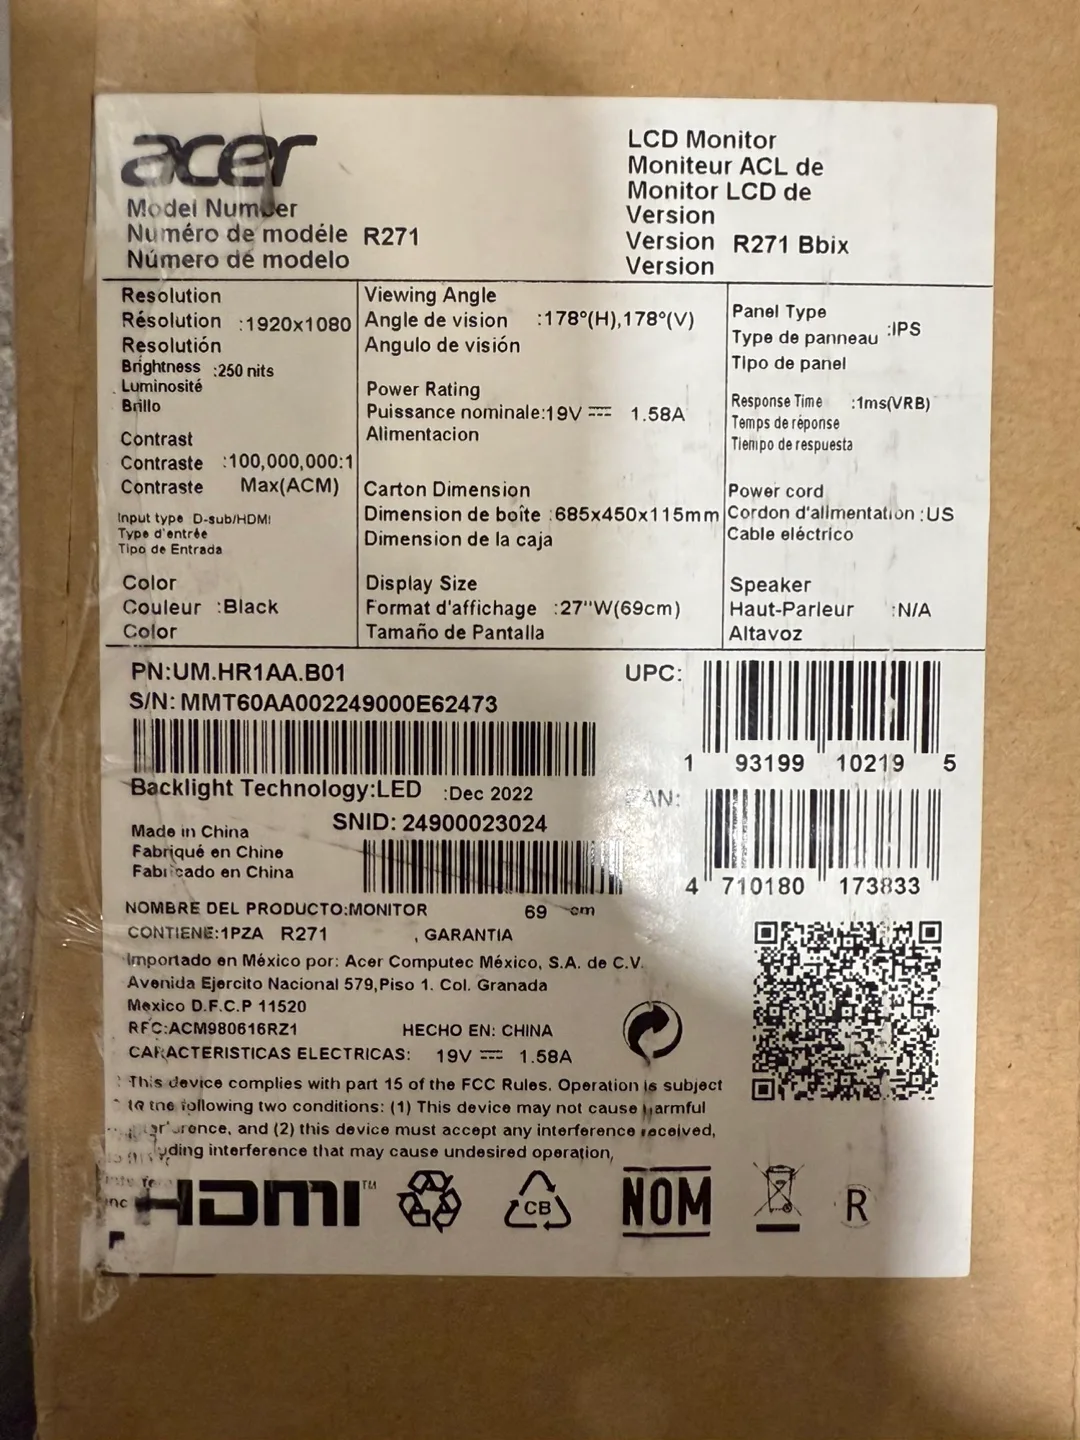 acer
Model Number
Numéro de modéle R271
Número de modelo
LCD Monitor
Moniteur ACL de
Monitor LCD de
Version
Version R271 Bbix
Version
Resolution
Résolution :1920x1080
Resolutión
Brightness :250 nits
Luminosité
Brillo
Contrast
Contraste :100,000,000:1
Contraste Max(ACM)
Input type D-sub/HDMI
Type d'entrêe
Tipo de Entrada
Color
Couleur :Black
Color
Viewing Angle
Angle de vision :178°(H),178°(V)
Angulo de visión
Power Rating
Puissance nominale:19V ⎓ 1.58A
Alimentacion
Carton Dimension
Dimension de boîte :685x450x115mm
Dimension de la caja
Display Size
Format d'affichage :27"W(69cm)
Tamaño de Pantalla
Panel Type
Type de panneau :IPS
Tipo de panel
Response Time :1ms(VRB)
Temps de réponse
Tiempo de respuesta
Power cord
Cordon d'alimentation :US
Cable eléctrico
Speaker
Haut-Parleur :N/A
Altavoz
PN:UM.HR1AA.B01
S/N: MMT60AA002249000E62473
Backlight Technology:LED :Dec 2022
SNID: 24900023024
Made in China
Fabriqué en Chine
Fabricado en China
UPC:
1 93199 10219 5
EAN:
4 710180 173833
NOMBRE DEL PRODUCTO:MONITOR 69 cm
CONTIENE:1PZA R271 , GARANTIA
Importado en México por: Acer Computec México, S.A. de C.V.
Avenida Ejercito Nacional 579,Piso 1. Col. Granada
Mexico D.F.C.P 11520
RFC:ACM980616RZ1 HECHO EN: CHINA
CARACTERISTICAS ELECTRICAS: 19V ⎓ 1.58A
This device complies with part 15 of the FCC Rules. Operation is subject
to the following two conditions: (1) This device may not cause harmful
and (2) this device must accept any interference received,
interference that may cause undesired operation,
HDMI™
CB
NOM
R